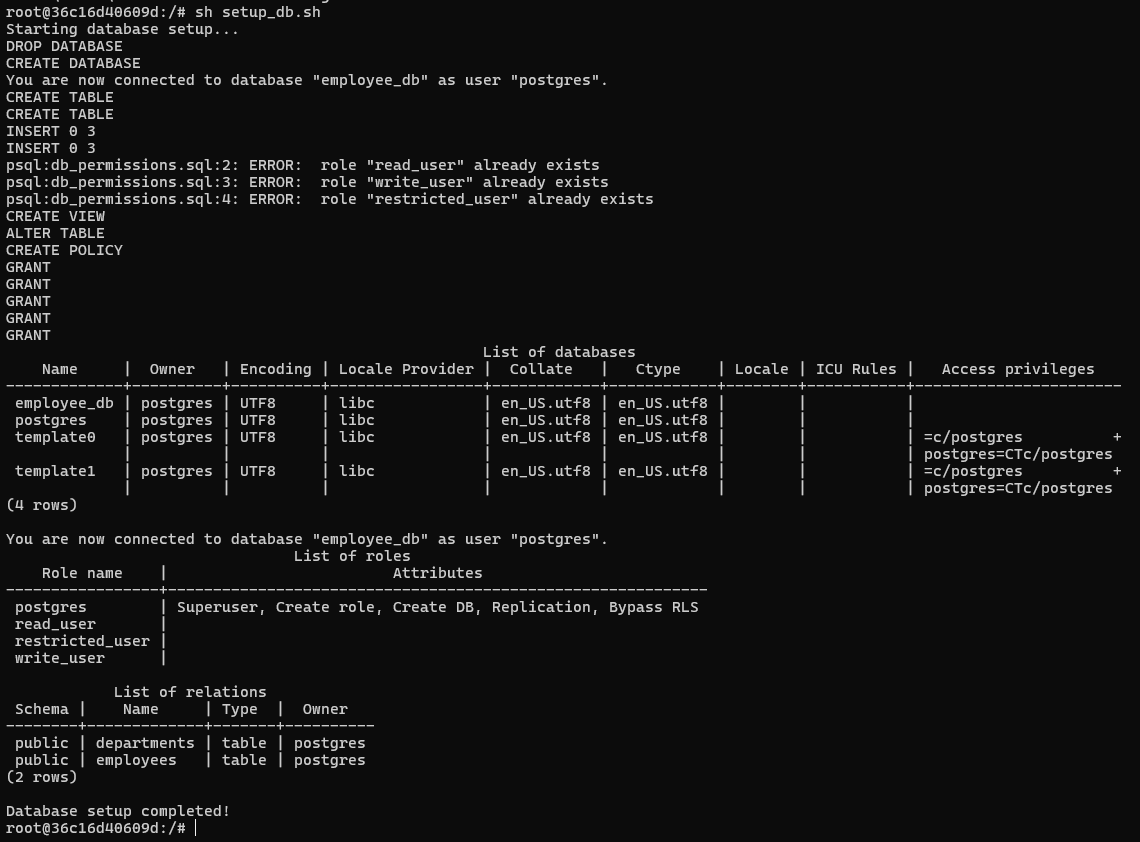 root@36c16d40609d:/# sh setup_db.sh
Starting database setup...
DROP DATABASE
CREATE DATABASE
You are now connected to database "employee_db" as user "postgres".
CREATE TABLE
CREATE TABLE
INSERT 0 3
INSERT 0 3
psql:db_permissions.sql:2: ERROR:  role "read_user" already exists
psql:db_permissions.sql:3: ERROR:  role "write_user" already exists
psql:db_permissions.sql:4: ERROR:  role "restricted_user" already exists
CREATE VIEW
ALTER TABLE
CREATE POLICY
GRANT
GRANT
GRANT
GRANT
GRANT
                                                     List of databases
    Name     |  Owner   | Encoding | Locale Provider |  Collate   |   Ctype    | Locale | ICU Rules |   Access privileges
-------------+----------+----------+-----------------+------------+------------+--------+-----------+-----------------------
 employee_db | postgres | UTF8     | libc            | en_US.utf8 | en_US.utf8 |        |           |
 postgres    | postgres | UTF8     | libc            | en_US.utf8 | en_US.utf8 |        |           |
 template0   | postgres | UTF8     | libc            | en_US.utf8 | en_US.utf8 |        |           | =c/postgres          +
             |          |          |                 |            |            |        |           | postgres=CTc/postgres
 template1   | postgres | UTF8     | libc            | en_US.utf8 | en_US.utf8 |        |           | =c/postgres          +
             |          |          |                 |            |            |        |           | postgres=CTc/postgres
(4 rows)

You are now connected to database "employee_db" as user "postgres".
                                List of roles
    Role name    |                         Attributes
-----------------+------------------------------------------------------------
 postgres        | Superuser, Create role, Create DB, Replication, Bypass RLS
 read_user       |
 restricted_user |
 write_user      |

            List of relations
 Schema |    Name     | Type  |  Owner
--------+-------------+-------+----------
 public | departments | table | postgres
 public | employees   | table | postgres
(2 rows)

Database setup completed!
root@36c16d40609d:/#